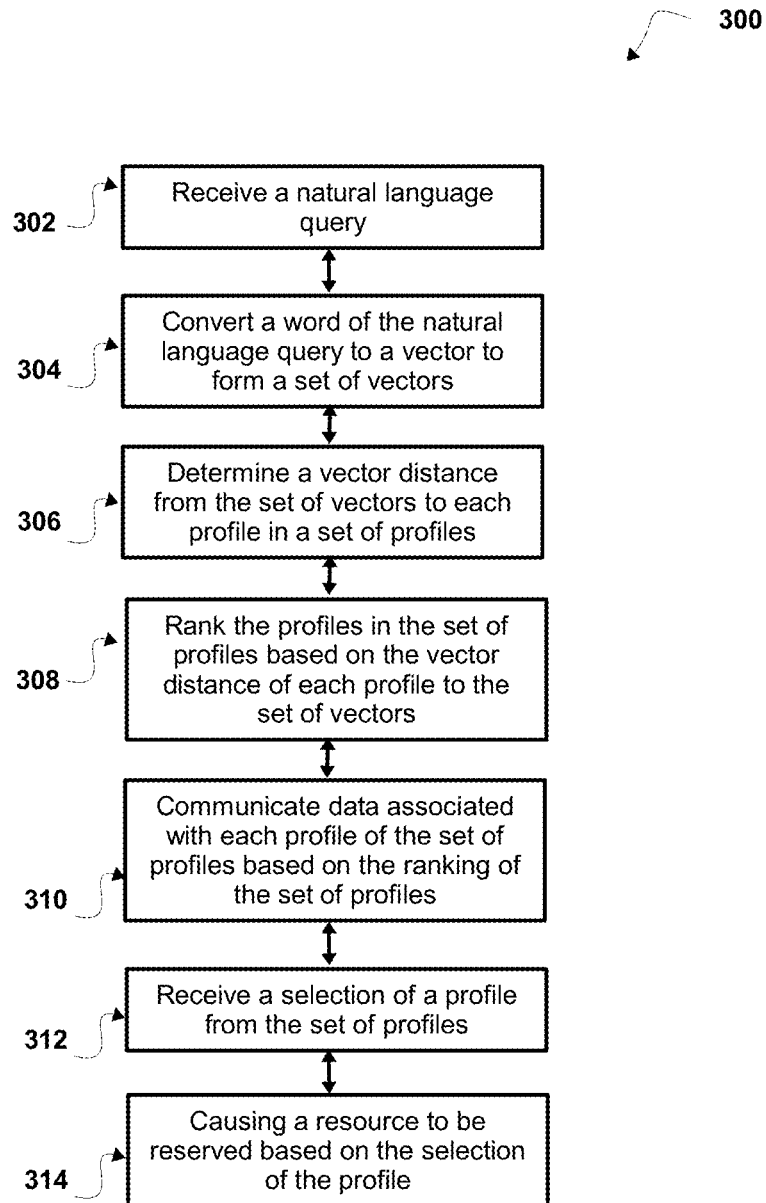 300
302
Receive a natural language
query
304
Convert a word of the natural
language query to a vector to
form a set of vectors
306
Determine a vector distance
from the set of vectors to each
profile in a set of profiles
308
Rank the profiles in the set of
profiles based on the vector
distance of each profile to the
set of vectors
310
Communicate data associated
with each profile of the set of
profiles based on the ranking of
the set of profiles
312
Receive a selection of a profile
from the set of profiles
314
Causing a resource to be
reserved based on the selection
of the profile